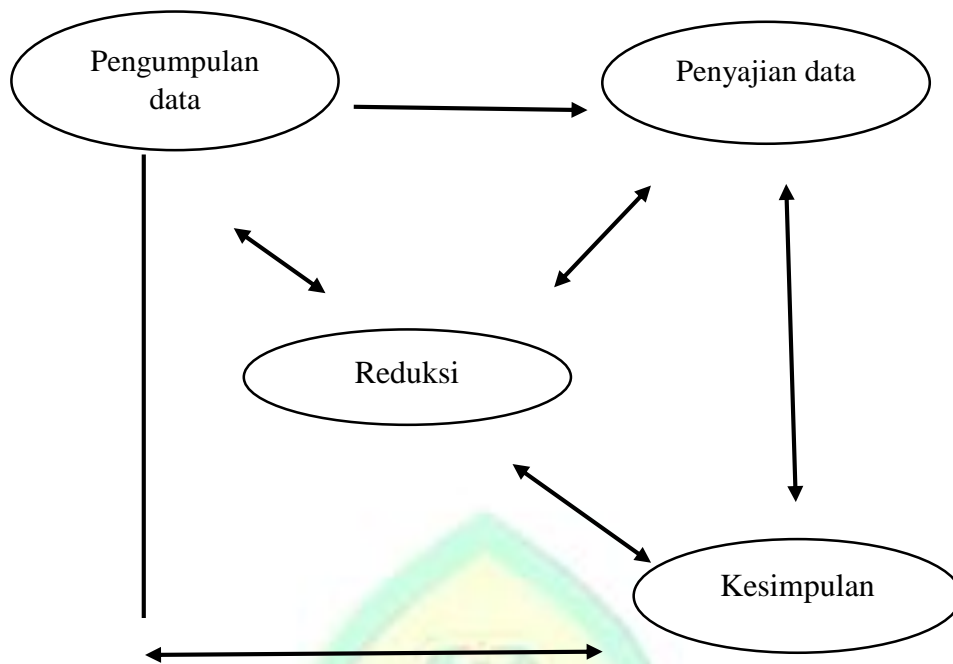 Pengumpulan
data
Penyajian data
Reduksi
Kesimpulan